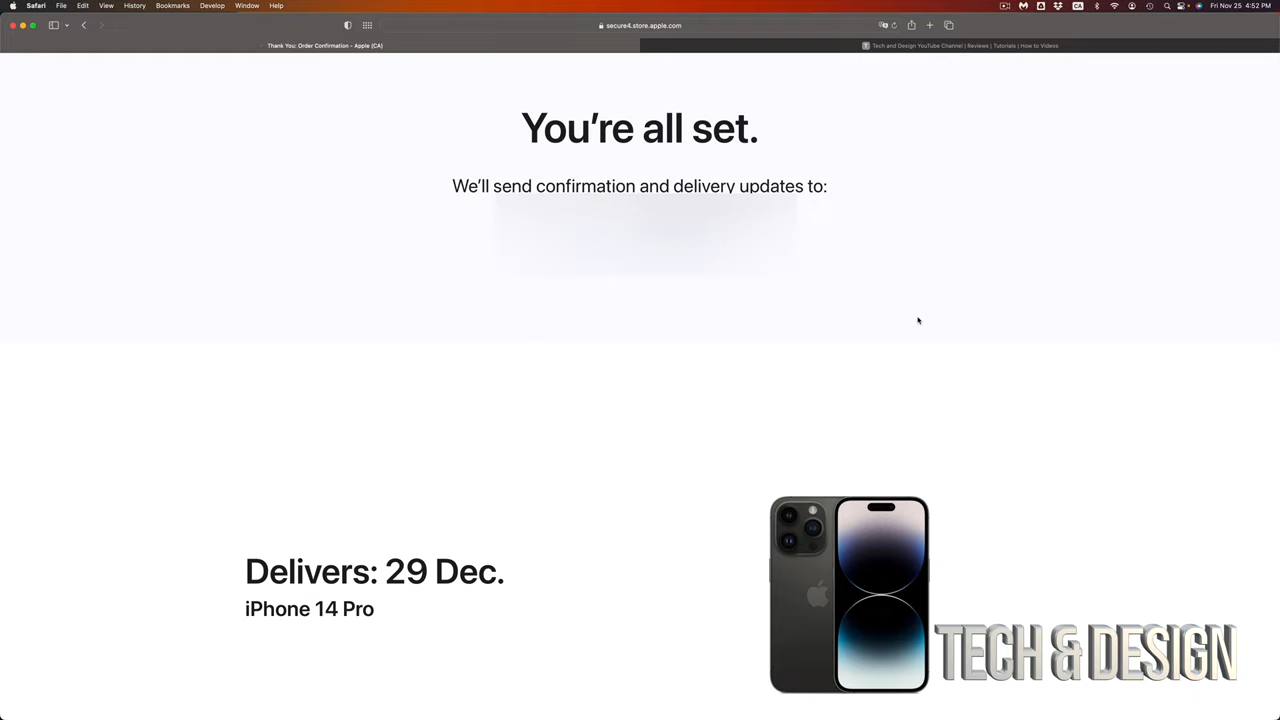 Safari File Edit View History Bookmarks Develop Window Help
CA
Fri Nov 25 4:52 PM
secure4.store.apple.com
Thank You: Order Confirmation - Apple (CA)
T Tech and Design YouTube Channel | Reviews | Tutorials | How to Videos
You're all set.
We'll send confirmation and delivery updates to:
Delivers: 29 Dec.
iPhone 14 Pro
TECH & DESIGN